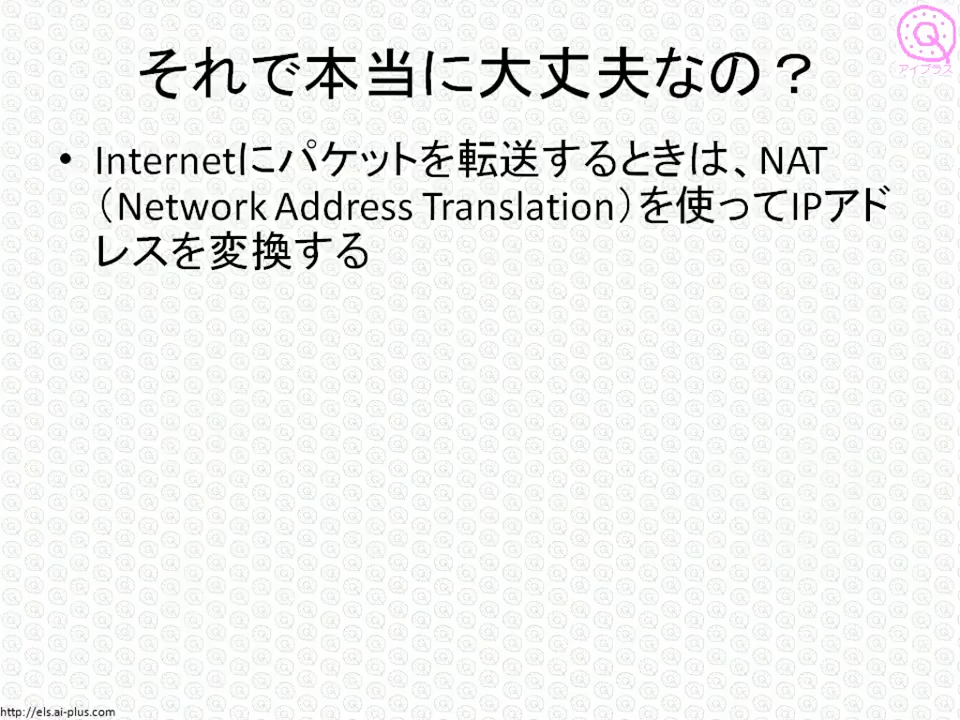 それで本当に大丈夫なの？
Q
アイプラス
• Internetにパケットを転送するときは、NAT
（Network Address Translation）を使ってIPアド
レスを変換する
http://els.ai-plus.com